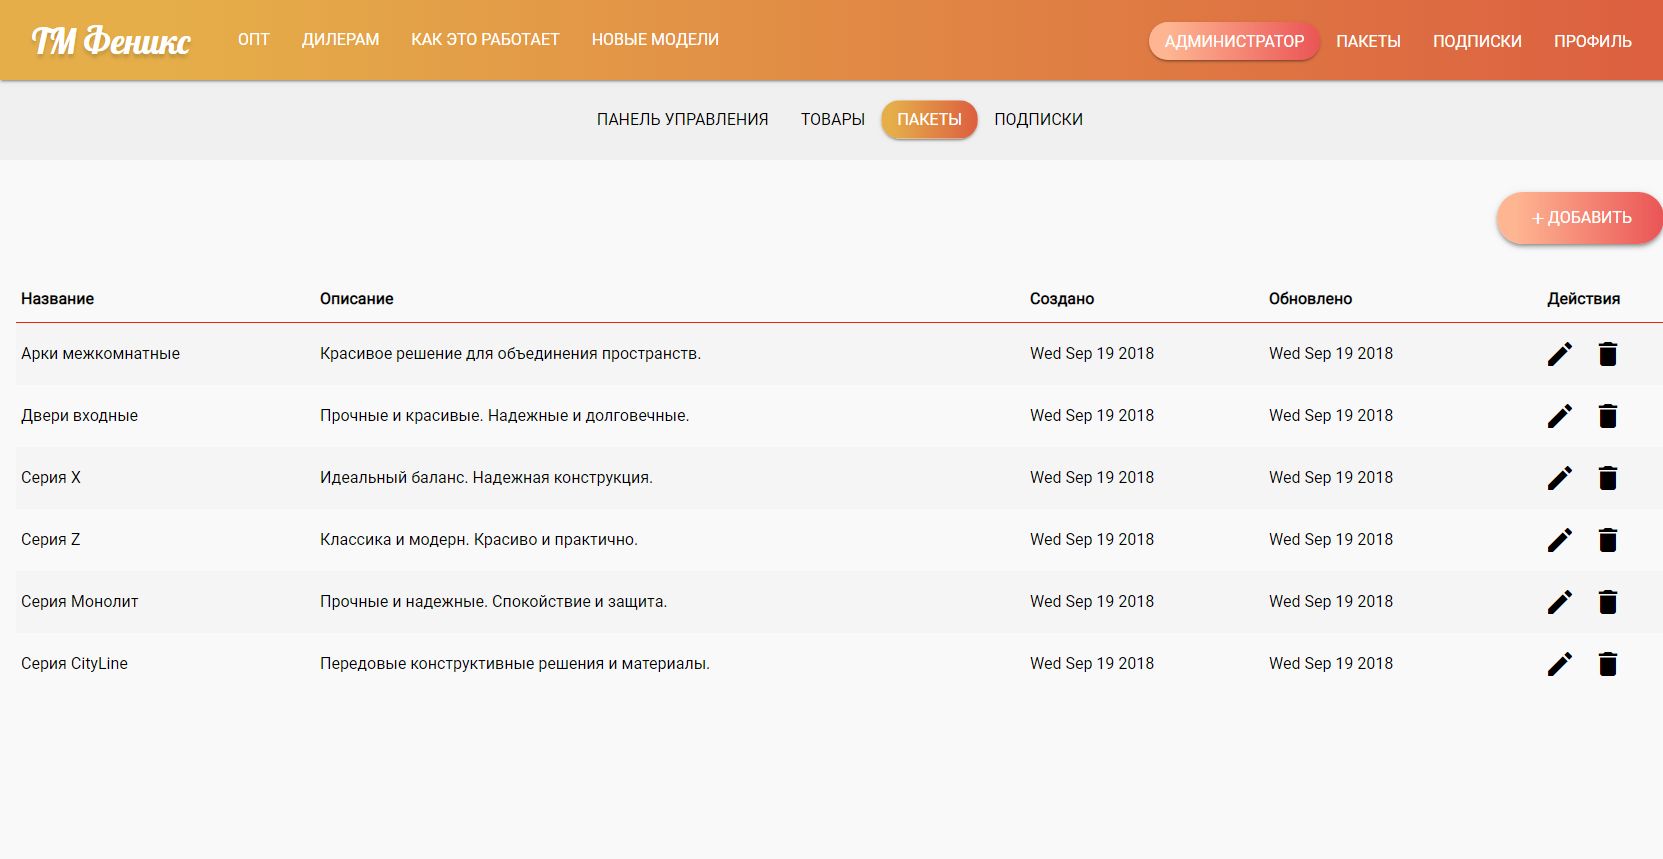 ТМ Феникс ОПТ ДИЛЕРАМ КАК ЭТО РАБОТАЕТ НОВЫЕ МОДЕЛИ АДМИНИСТРАТОР ПАКЕТЫ ПОДПИСКИ ПРОФИЛЬ
ПАНЕЛЬ УПРАВЛЕНИЯ ТОВАРЫ ПАКЕТЫ ПОДПИСКИ
+ ДОБАВИТЬ
Название Описание Создано Обновлено Действия
Арки межкомнатные Красивое решение для объединения пространств. Wed Sep 19 2018 Wed Sep 19 2018
Двери входные Прочные и красивые. Надежные и долговечные. Wed Sep 19 2018 Wed Sep 19 2018
Серия X Идеальный баланс. Надежная конструкция. Wed Sep 19 2018 Wed Sep 19 2018
Серия Z Классика и модерн. Красиво и практично. Wed Sep 19 2018 Wed Sep 19 2018
Серия Монолит Прочные и надежные. Спокойствие и защита. Wed Sep 19 2018 Wed Sep 19 2018
Серия CityLine Передовые конструктивные решения и материалы. Wed Sep 19 2018 Wed Sep 19 2018